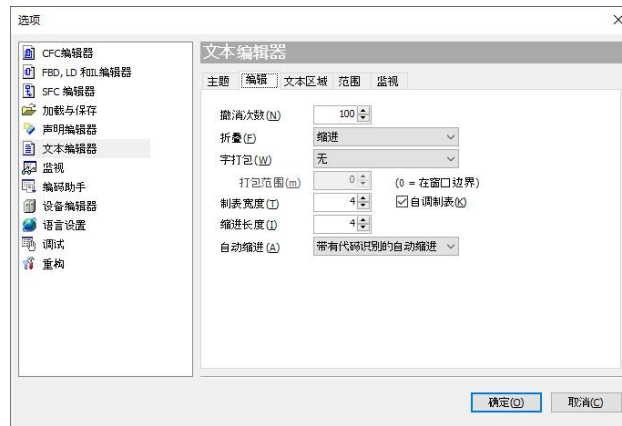 选项
CFC编辑器
FBD, LD 和IL编辑器
SFC 编辑器
加载与保存
声明编辑器
文本编辑器
监视
编码助手
设备编辑器
语言设置
调试
重构
文本编辑器
主题 编辑 文本区域 范围 监视
撤消次数(N) 100
折叠(F) 缩进
字打包(W) 无
打包范围(m) 0 (0 = 在窗口边界)
制表宽度(T) 4 自调制表(K)
缩进长度(I) 4
自动缩进(A) 带有代码识别的自动缩进
确定(O) 取消(C)